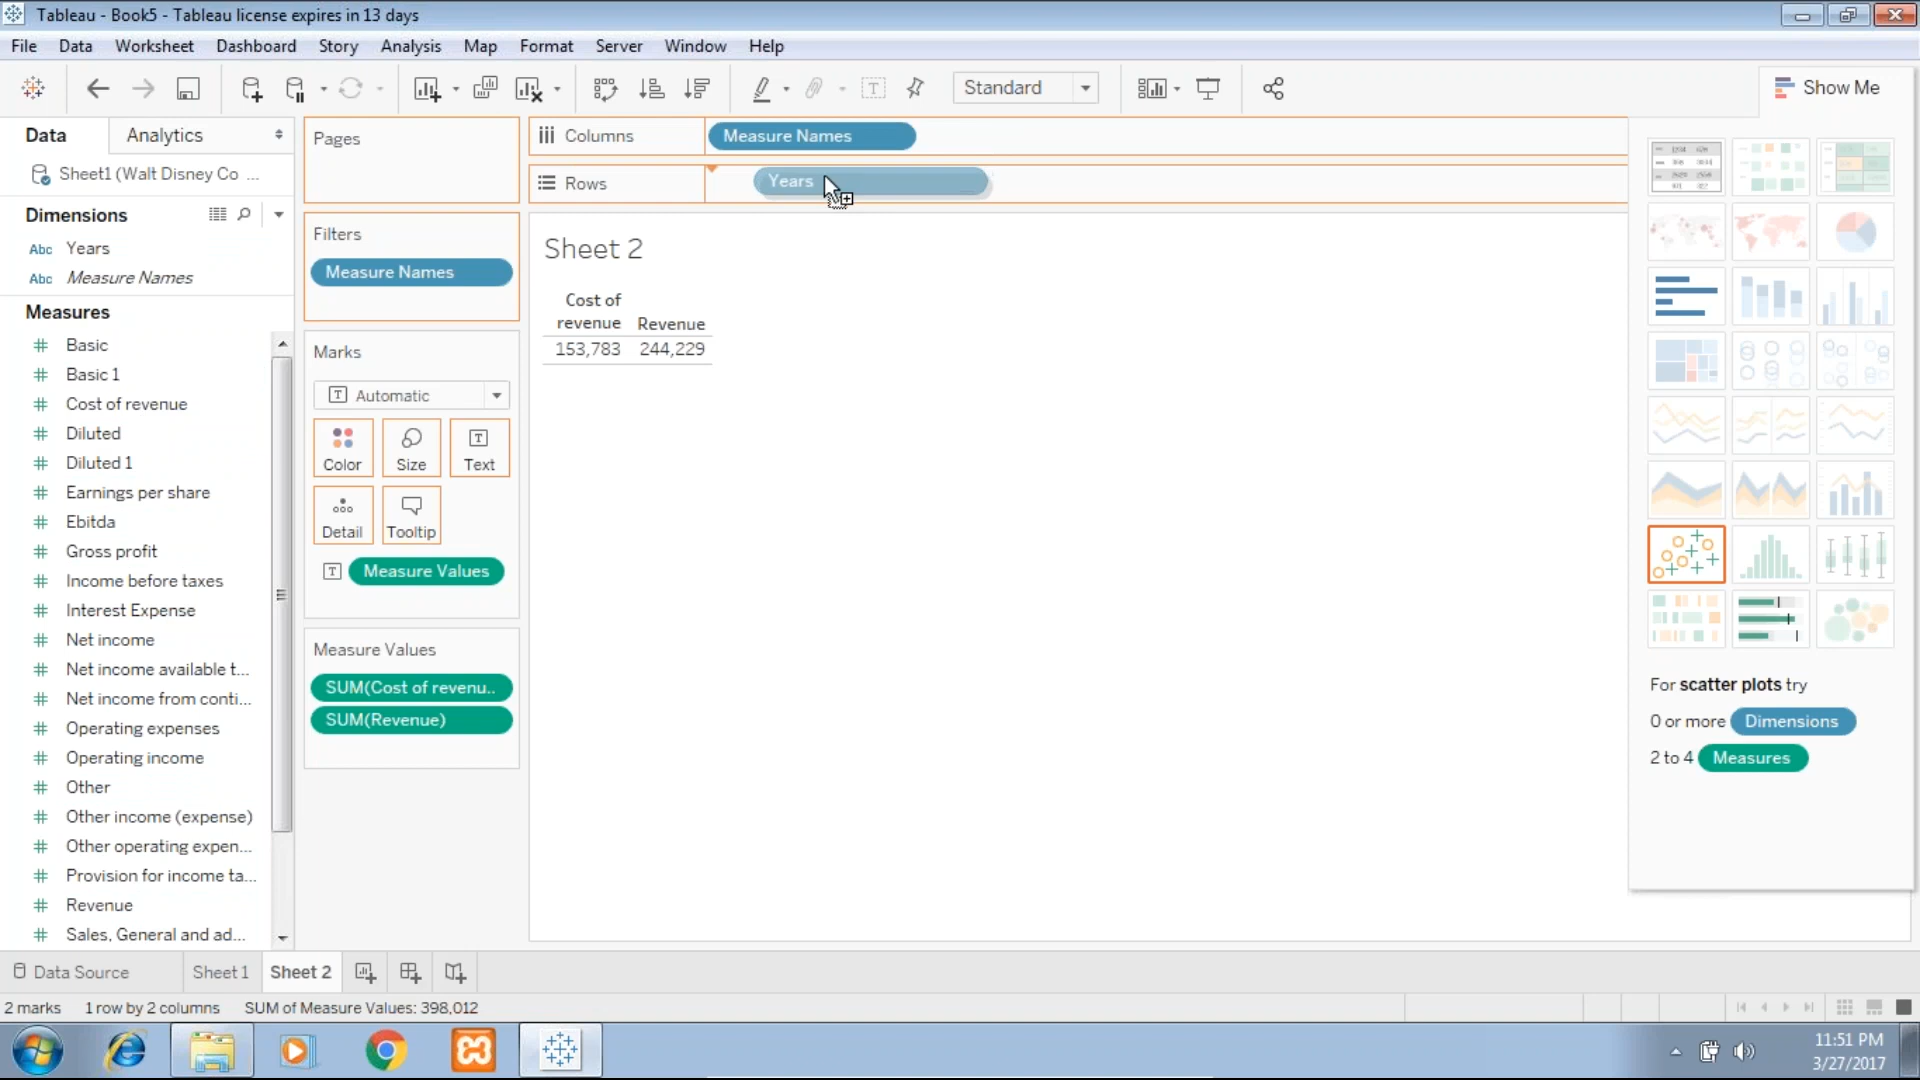 Tableau - Book5 - Tableau license expires in 13 days
File Data Worksheet Dashboard Story Analysis Map Format Server Window Help
Standard
Show Me
Data Analytics
Sheet1 (Walt Disney Co ...
Dimensions
Abc Years
Abc Measure Names
Measures
# Basic
# Basic 1
# Cost of revenue
# Diluted
# Diluted 1
# Earnings per share
# Ebitda
# Gross profit
# Income before taxes
# Interest Expense
# Net income
# Net income available t...
# Net income from conti...
# Operating expenses
# Operating income
# Other
# Other income (expense)
# Other operating expen...
# Provision for income ta...
# Revenue
# Sales, General and ad...
Pages
Filters
Measure Names
Marks
T Automatic
Color Size Text
Detail Tooltip
T Measure Values
Measure Values
SUM(Cost of revenu..
SUM(Revenue)
Columns Measure Names
Rows Years
Sheet 2
Cost of
revenue Revenue
153,783 244,229
For scatter plots try
0 or more Dimensions
2 to 4 Measures
Data Source Sheet 1 Sheet 2
2 marks 1 row by 2 columns SUM of Measure Values: 398,012
11:51 PM
3/27/2017